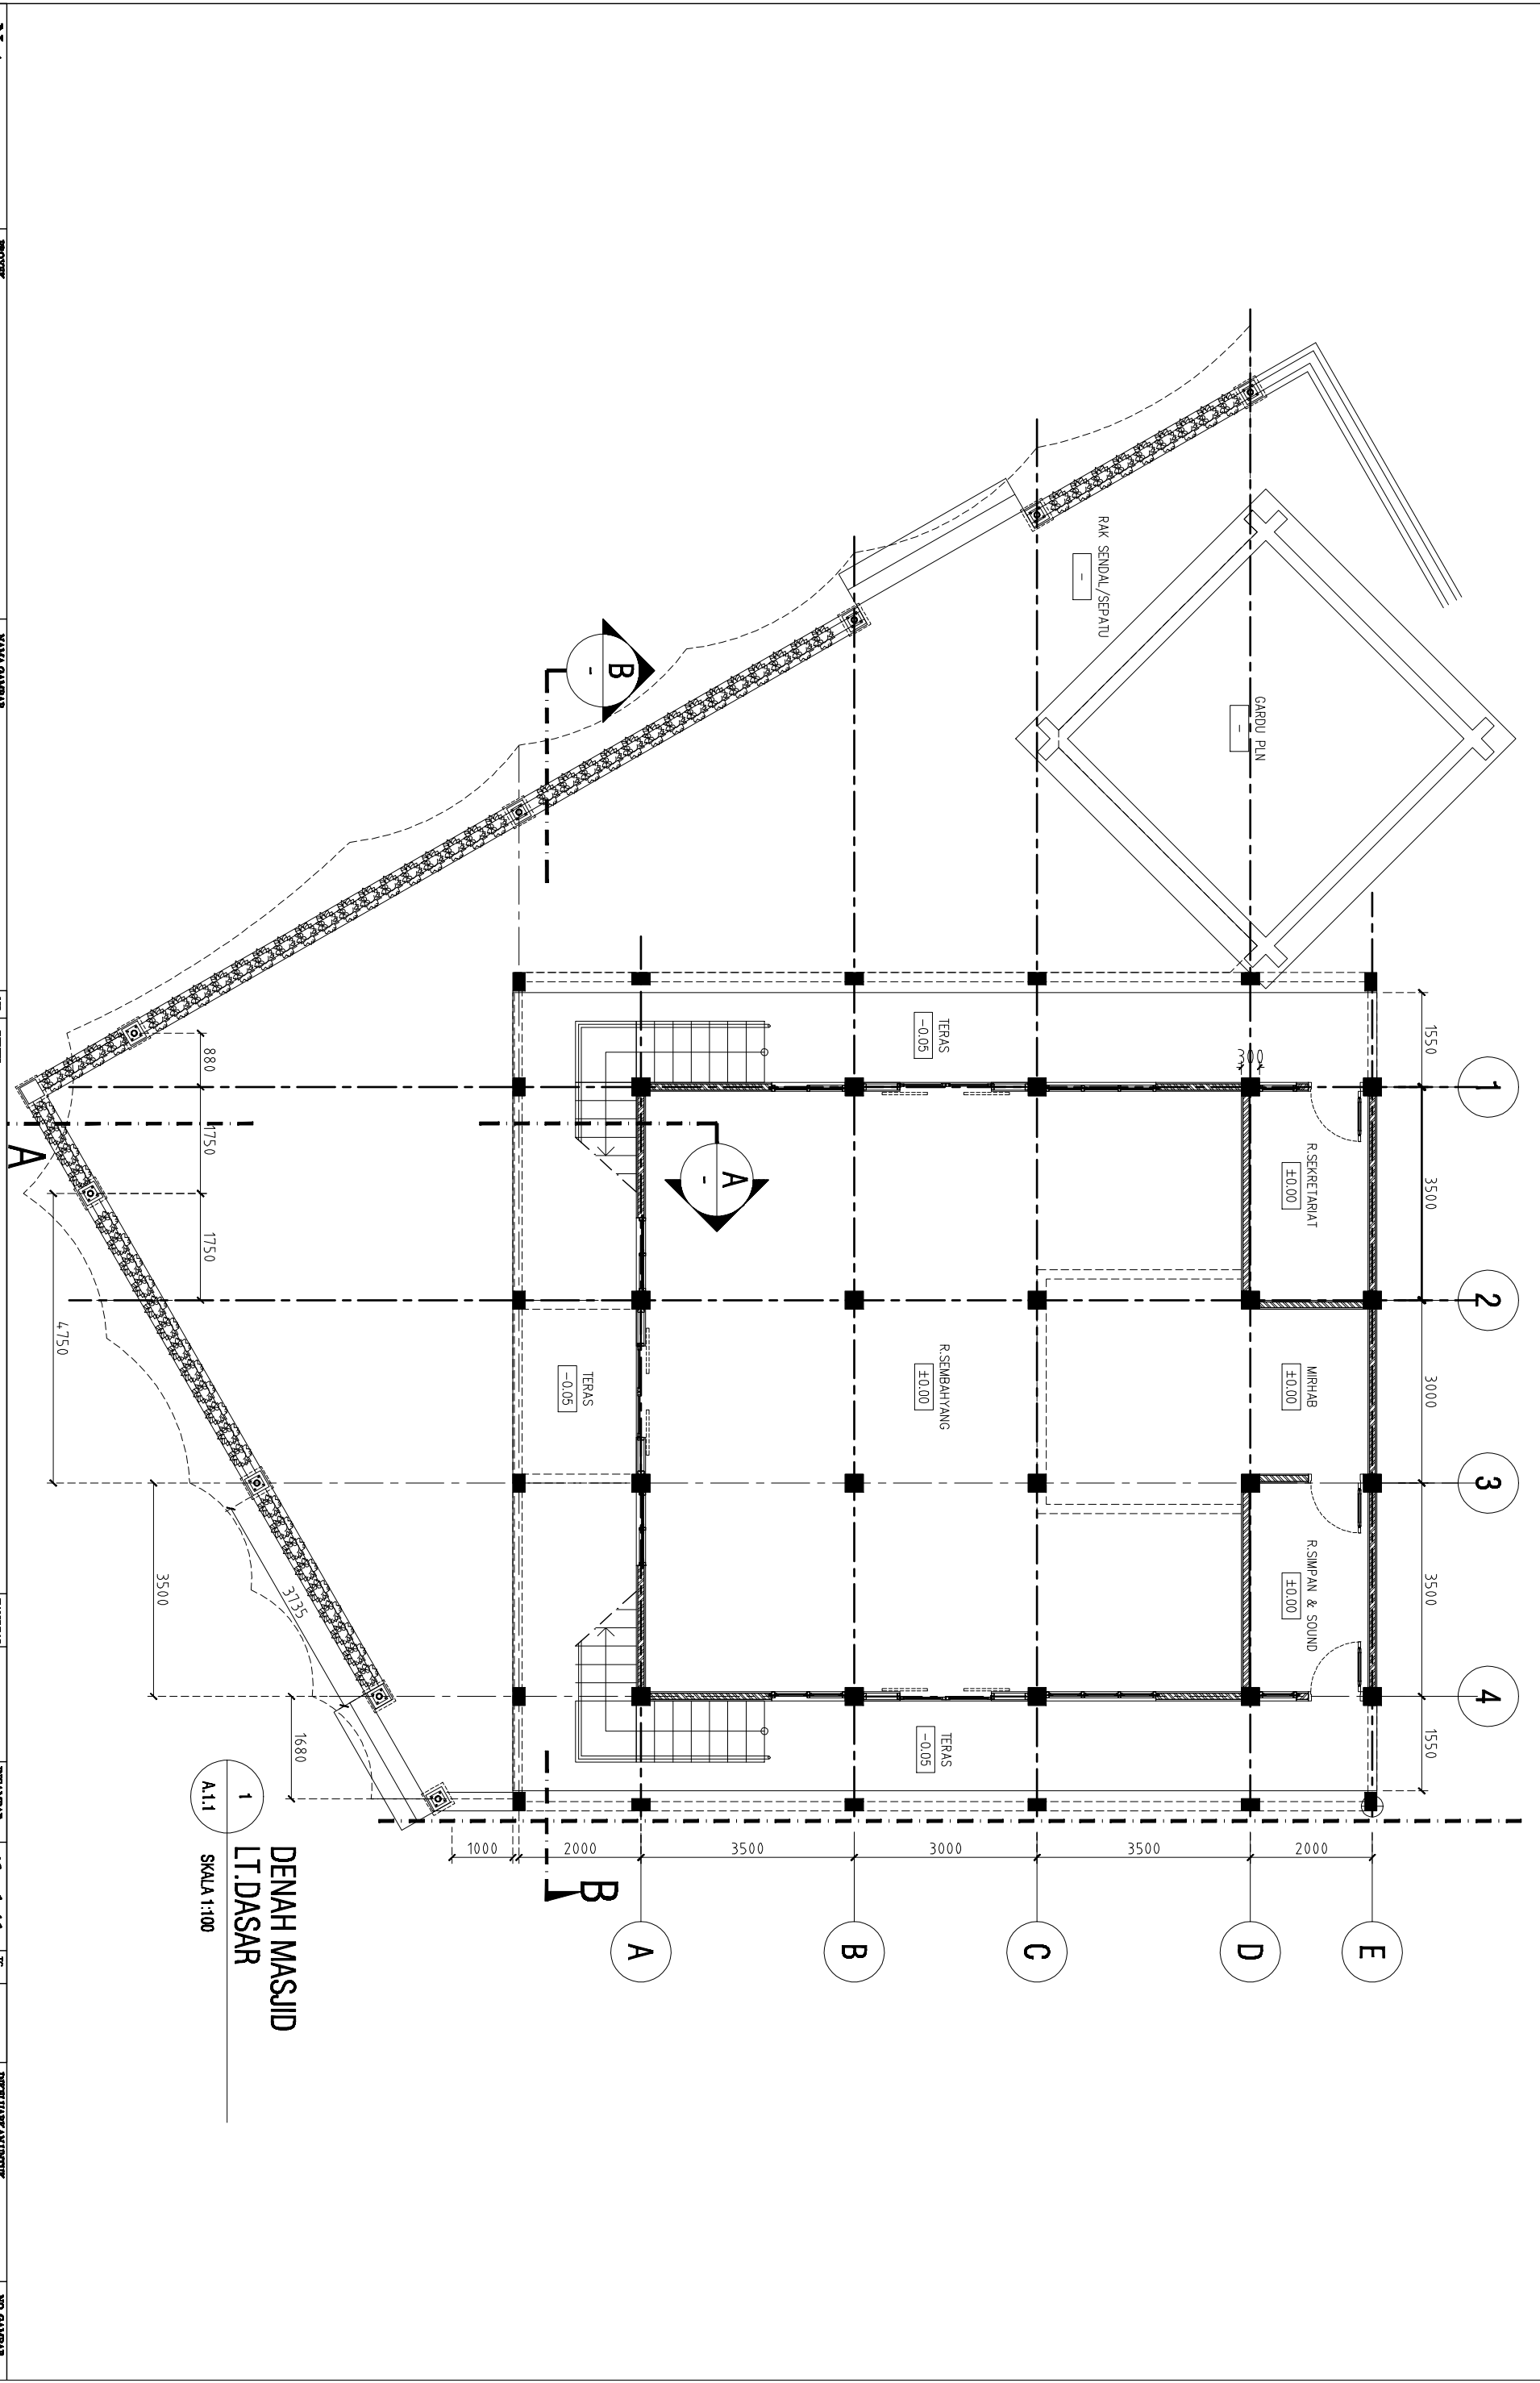 1
2
3
4
1550
3500
3000
3500
1550
300
GARDU PLN
-
RAK SENDAL/SEPATU
-
R.SEKRETARIAT
±0.00
MIRHAB
±0.00
R.SIMPAN & SOUND
±0.00
TERAS
-0.05
R.SEMBAHYANG
±0.00
TERAS
-0.05
TERAS
-0.05
B
-
A
-
E
D
C
B
A
2000
3500
3000
3500
2000
1000
B
A
880
1750
1750
4750
3500
3735
1680
DENAH MASJID
LT.DASAR
1
A.1.1
SKALA 1:100